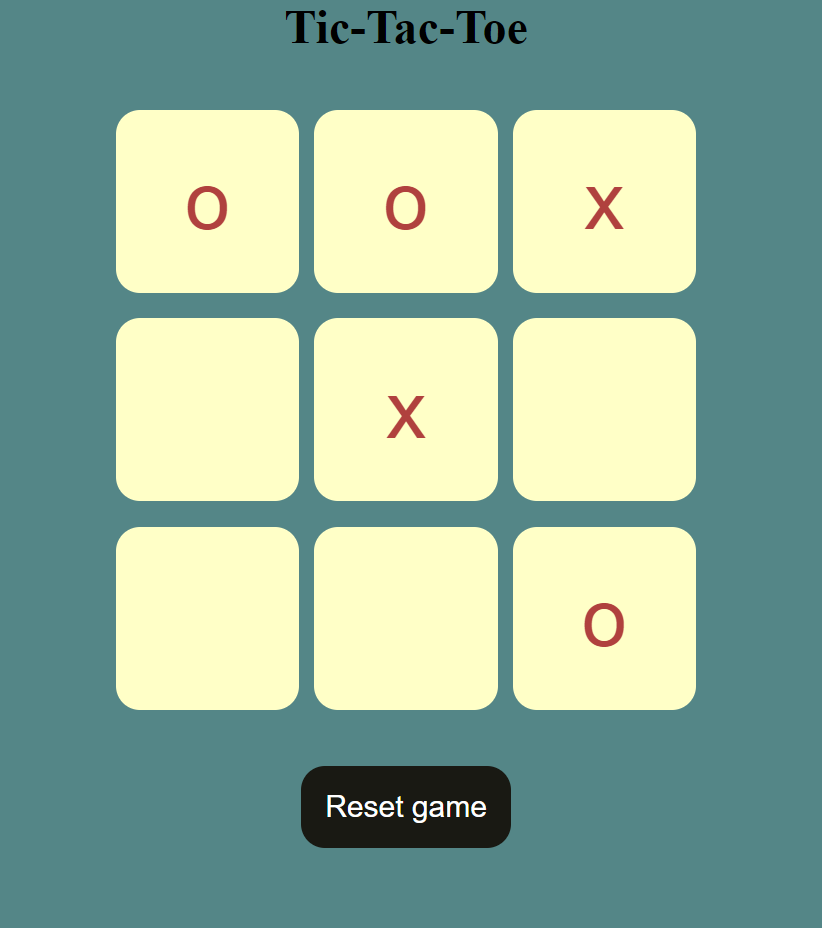 Tic-Tac-Toe
O O X
X
O
Reset game